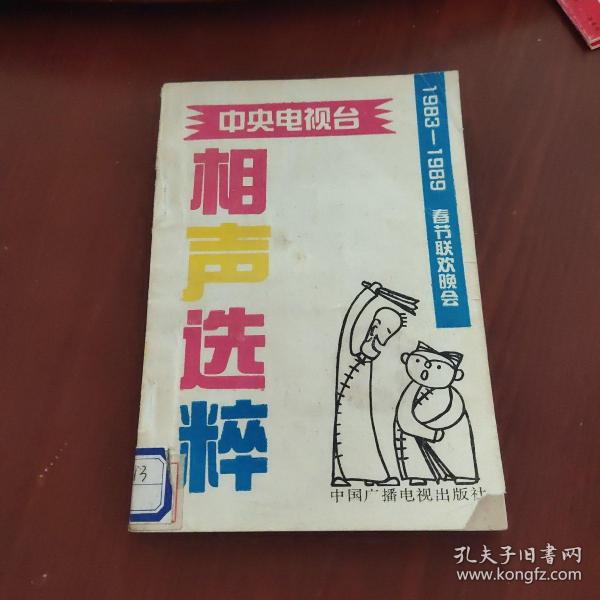 中央电视台
1983—1989 春节联欢晚会
相声选粹
中国广播电视出版社
孔夫子旧书网
www.kongfz.com